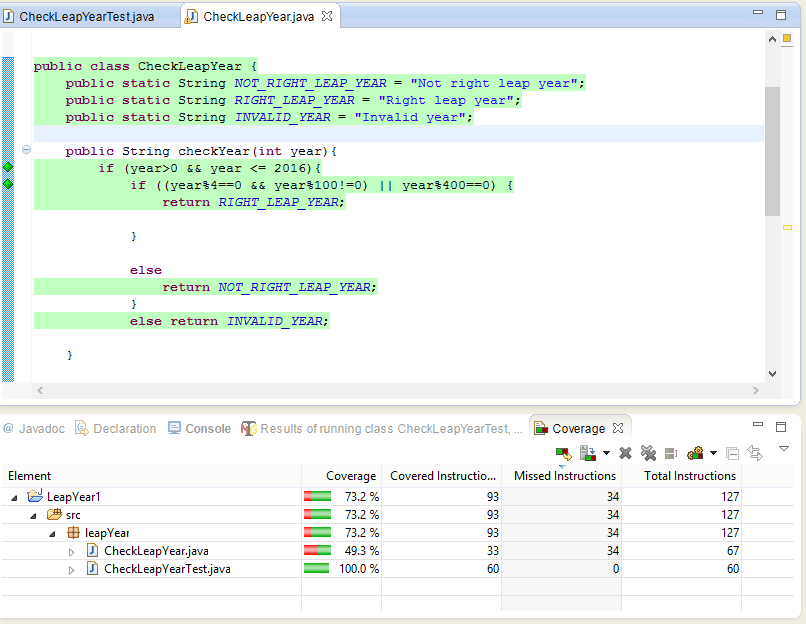 CheckLeapYearTest.java CheckLeapYear.java
public class CheckLeapYear {
public static String NOT_RIGHT_LEAP_YEAR = "Not right leap year";
public static String RIGHT_LEAP_YEAR = "Right leap year";
public static String INVALID_YEAR = "Invalid year";
public String checkYear(int year){
if (year>0 && year <= 2016){
if ((year%4==0 && year%100!=0) || year%400==0) {
return RIGHT_LEAP_YEAR;
}
else
return NOT_RIGHT_LEAP_YEAR;
}
else return INVALID_YEAR;
}
@ Javadoc Declaration Console Results of running class CheckLeapYearTest, ... Coverage
Element Coverage Covered Instructio... Missed Instructions Total Instructions
LeapYear1 73.2 % 93 34 127
src 73.2 % 93 34 127
leapYear 73.2 % 93 34 127
CheckLeapYear.java 49.3 % 33 34 67
CheckLeapYearTest.java 100.0 % 60 0 60